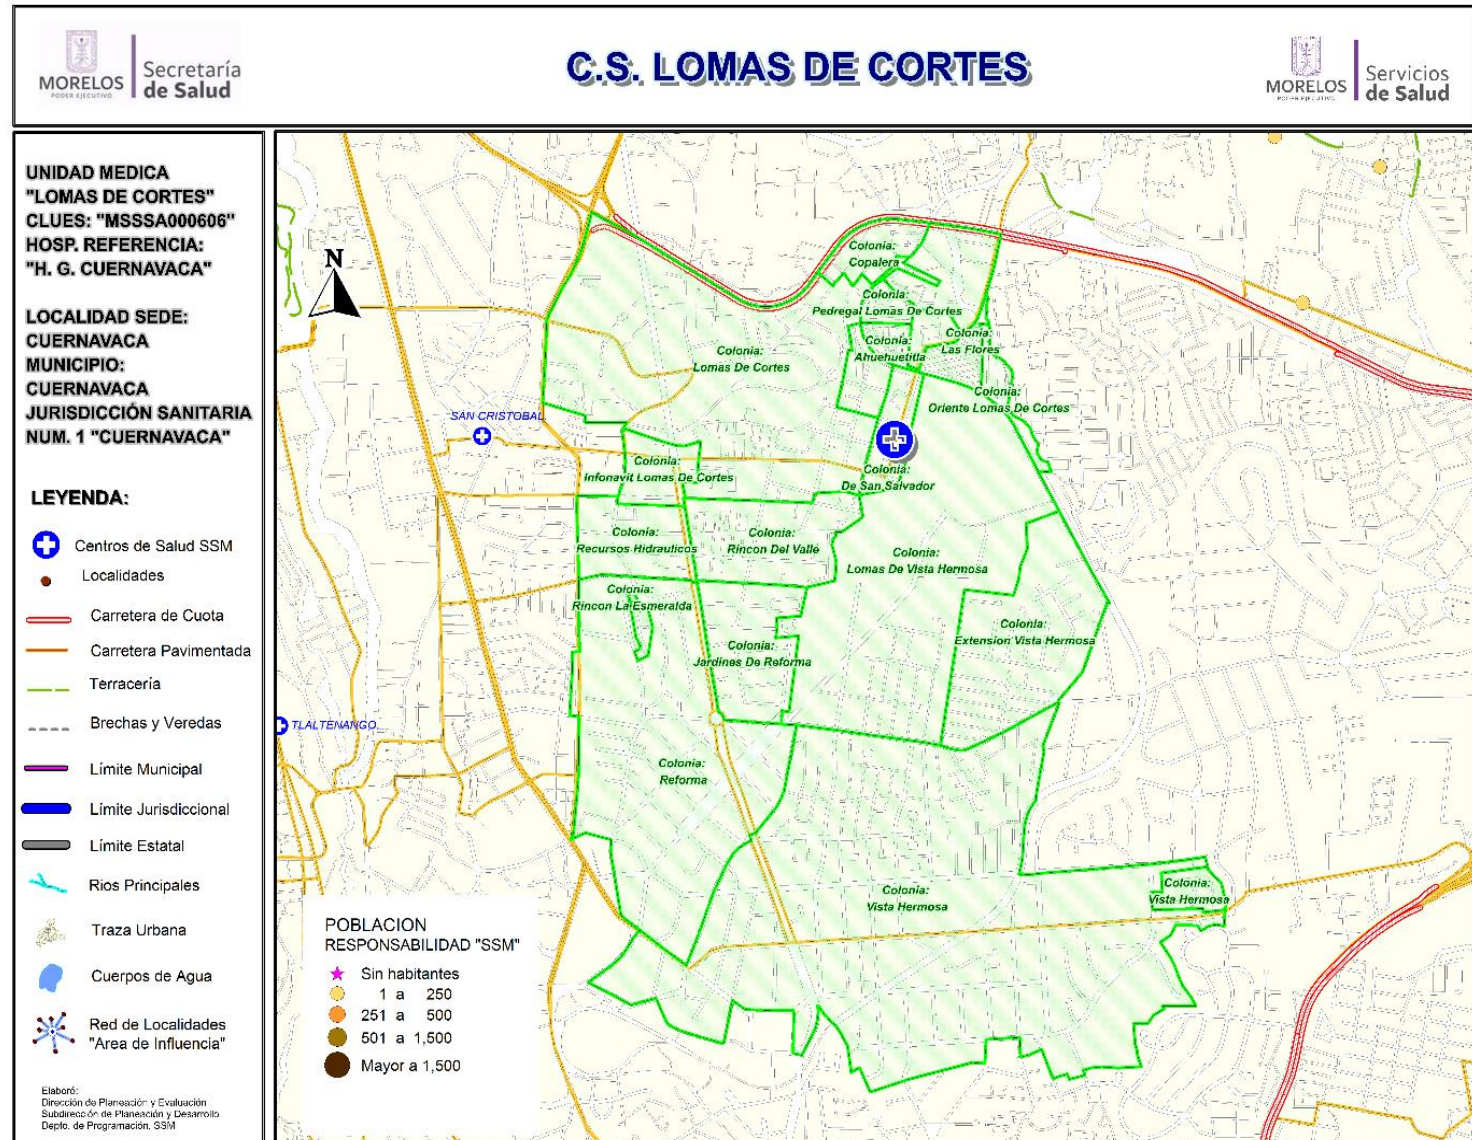 MORELOS
PODER EJECUTIVO
Secretaría
de Salud
C.S. LOMAS DE CORTES
MORELOS
PODER EJECUTIVO
Servicios
de Salud
UNIDAD MEDICA
"LOMAS DE CORTES"
CLUES: "MSSSA000606"
HOSP. REFERENCIA:
"H. G. CUERNAVACA"
LOCALIDAD SEDE:
CUERNAVACA
MUNICIPIO:
CUERNAVACA
JURISDICCIÓN SANITARIA
NUM. 1 "CUERNAVACA"
LEYENDA:
Centros de Salud SSM
Localidades
Carretera de Cuota
Carretera Pavimentada
Terracería
Brechas y Veredas
Límite Municipal
Límite Jurisdiccional
Límite Estatal
Rios Principales
Traza Urbana
Cuerpos de Agua
Red de Localidades
"Area de Influencia"
Elaboró:
Dirección de Planeación y Evaluación
Subdirección de Planeación y Desarrollo
Depto. de Programación, SSM
N
Colonia:
Copalera
Colonia:
Pedregal Lomas De Cortes
Colonia:
Ahuehuetitla
Colonia:
Las Flores
Colonia:
Lomas De Cortes
Colonia:
Oriente Lomas De Cortes
SAN CRISTOBAL
Colonia:
Infonavit Lomas De Cortes
Colonia:
De San Salvador
Colonia:
Recursos Hidraulicos
Colonia:
Rincon Del Valle
Colonia:
Lomas De Vista Hermosa
Colonia:
Rincon La Esmeralda
Colonia:
Extension Vista Hermosa
Colonia:
Jardines De Reforma
TLALTENANGO
Colonia:
Reforma
Colonia:
Vista Hermosa
Colonia:
Vista Hermosa
POBLACION
RESPONSABILIDAD "SSM"
Sin habitantes
1 a 250
251 a 500
501 a 1,500
Mayor a 1,500